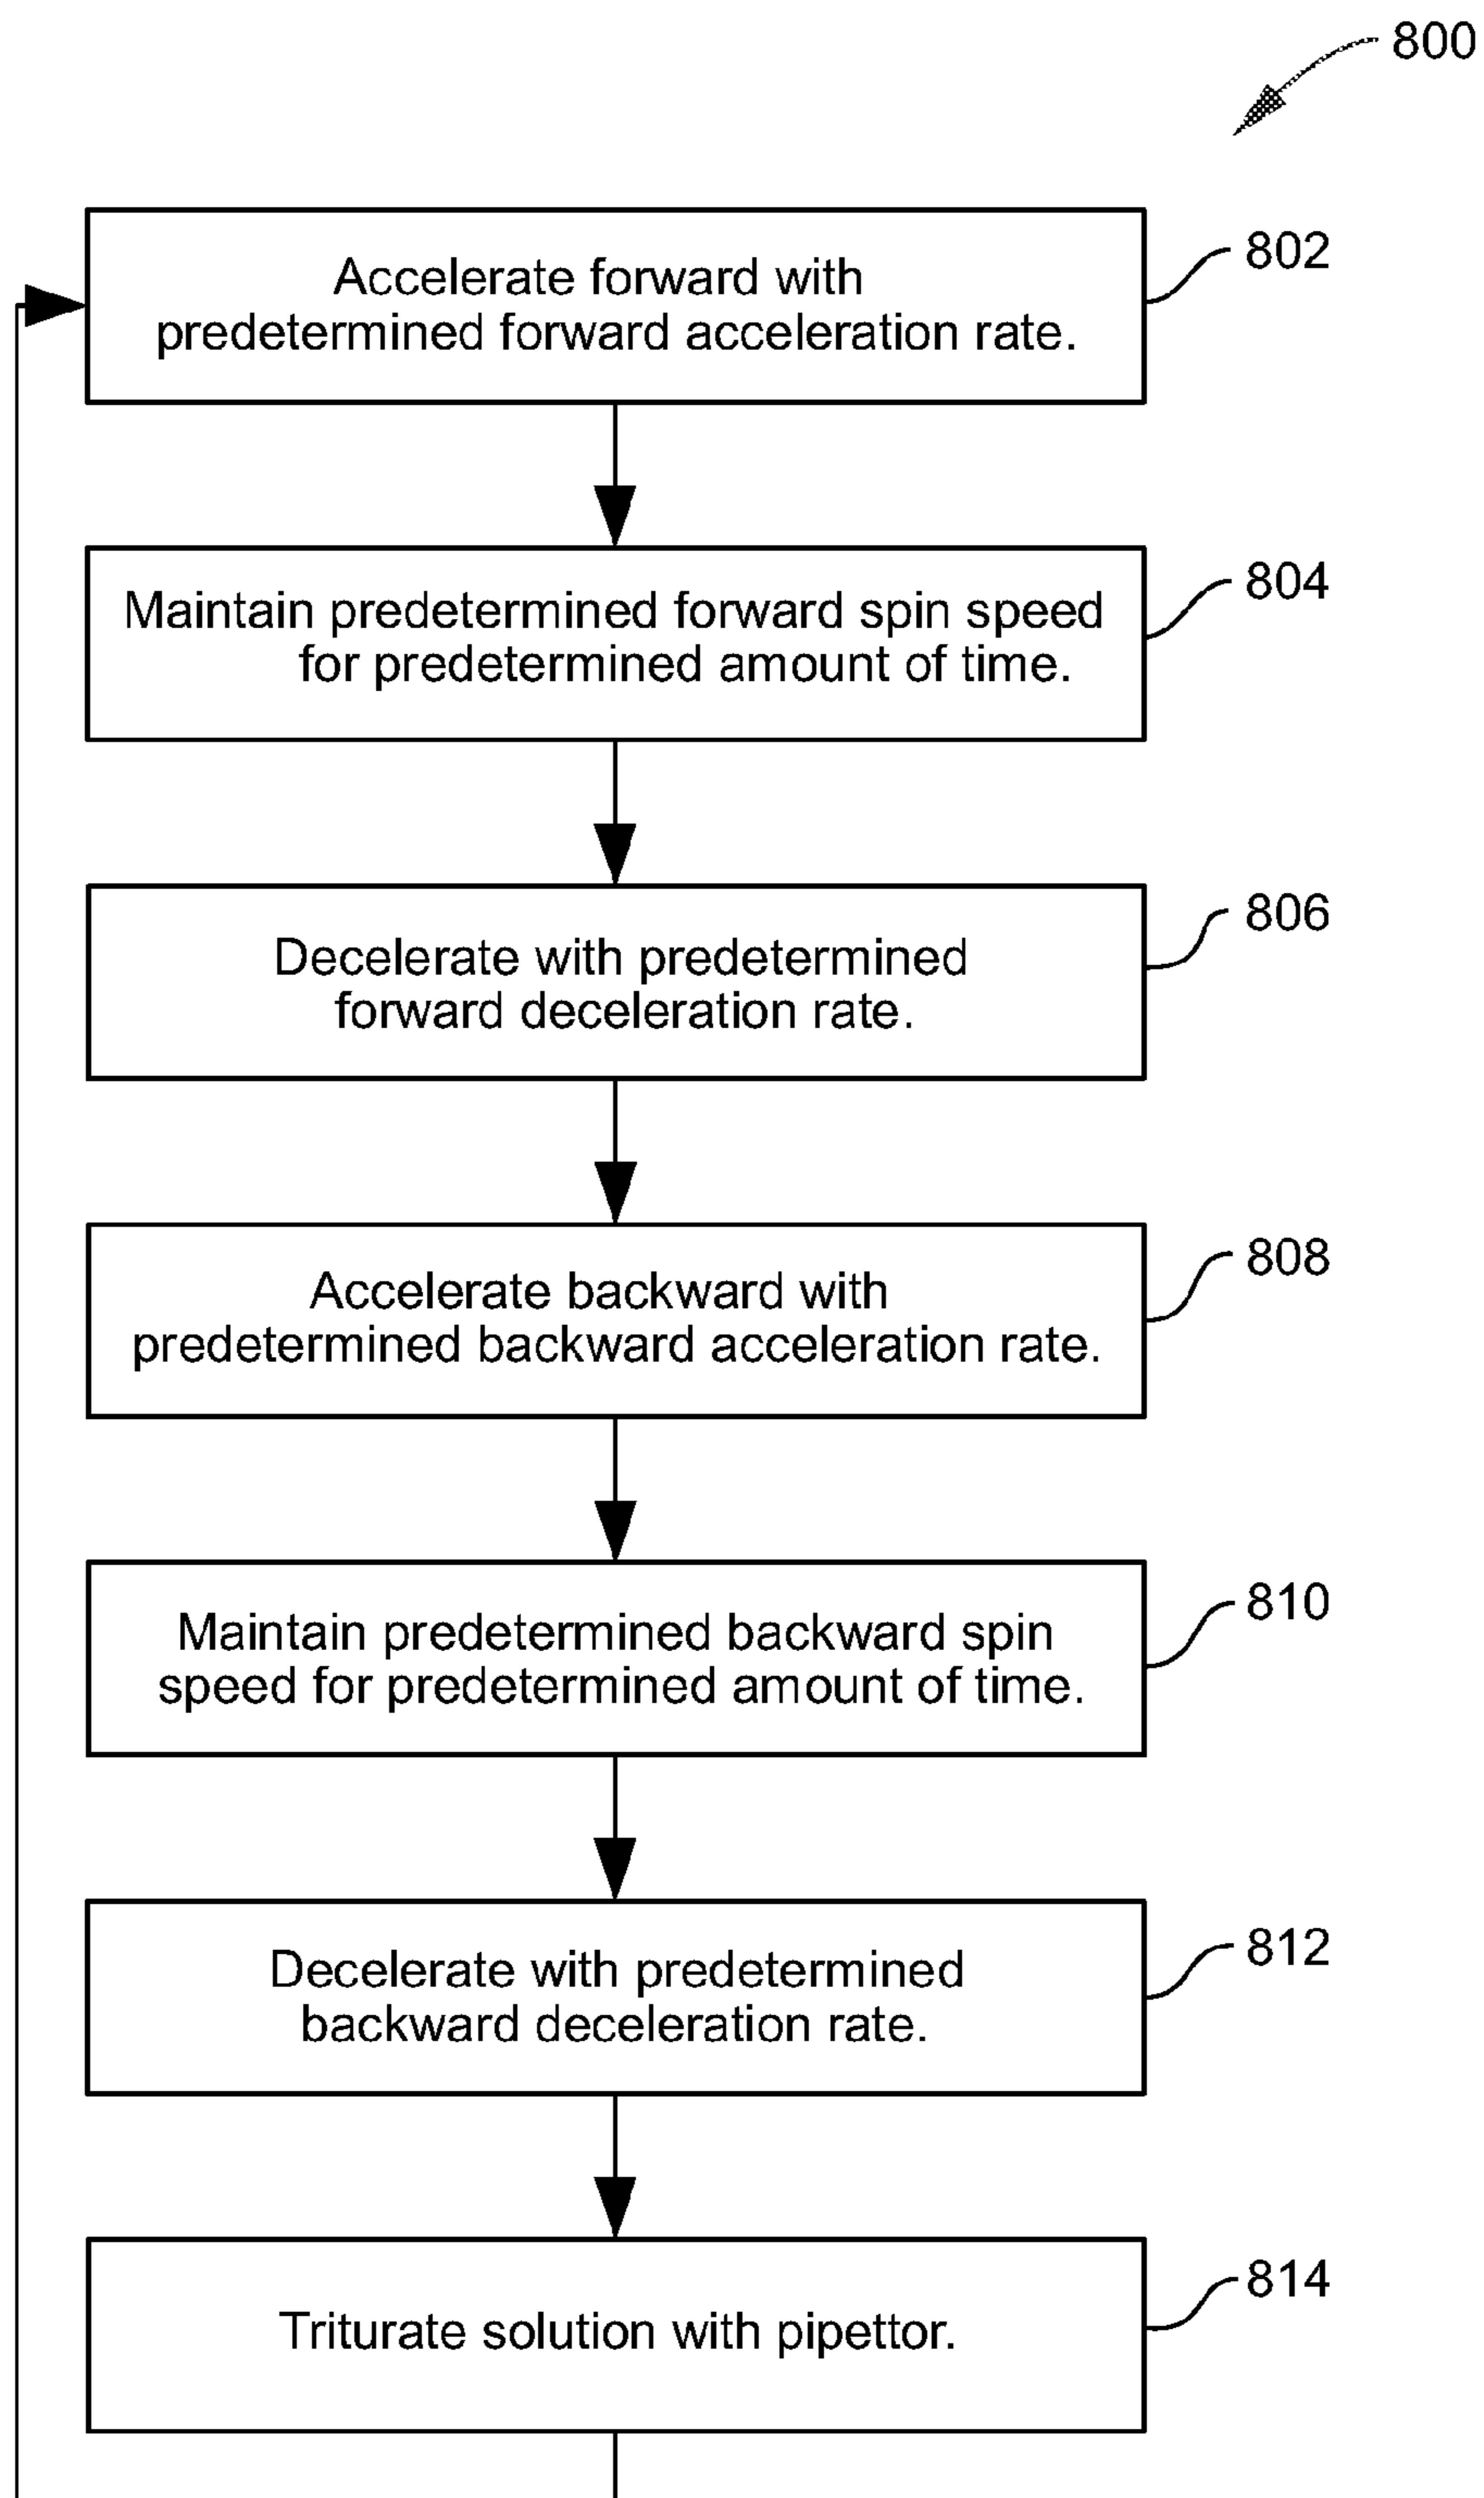 800
Accelerate forward with
predetermined forward acceleration rate.
802
Maintain predetermined forward spin speed
for predetermined amount of time.
804
Decelerate with predetermined
forward deceleration rate.
806
Accelerate backward with
predetermined backward acceleration rate.
808
Maintain predetermined backward spin
speed for predetermined amount of time.
810
Decelerate with predetermined
backward deceleration rate.
812
Triturate solution with pipettor.
814